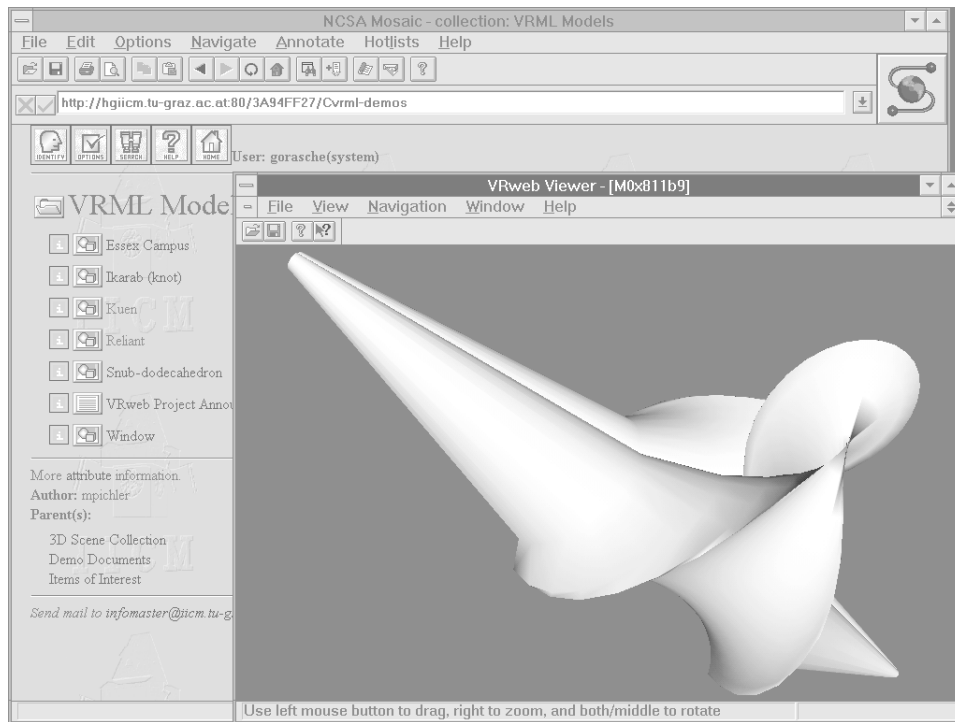 NCSA Mosaic - collection: VRML Models
File Edit Options Navigate Annotate Hotlists Help
http://hgiicm.tu-graz.ac.at:80/3A94FF27/Cvrml-demos
IDENTIFY OPTIONS SEARCH HELP HOME
User: gorasche(system)
VRweb Viewer - [M0x811b9]
File View Navigation Window Help
VRML Mode
Essex Campus
Ikarab (knot)
Kuen
Reliant
Snub-dodecahedron
VRweb Project Annou
Window
More attribute information.
Author: mpichler
Parent(s):
3D Scene Collection
Demo Documents
Items of Interest
Send mail to infomaster@iicm.tu-g
Use left mouse button to drag, right to zoom, and both/middle to rotate